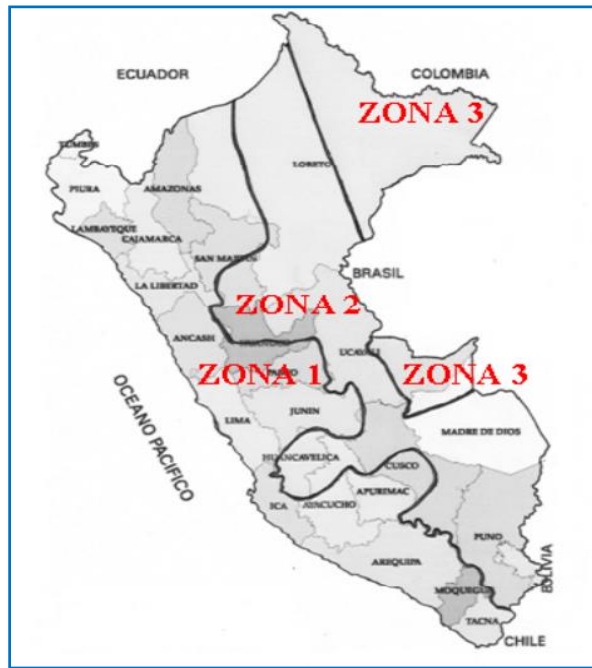 ECUADOR
COLOMBIA
ZONA 3
TUMBES
LORETO
PIURA
AMAZONAS
LAMBAYEQUE
CAJAMARCA
SAN MARTIN
BRASIL
LA LIBERTAD
ZONA 2
ANCASH
UCAYALI
ZONA 1
PASCO
ZONA 3
JUNIN
LIMA
MADRE DE DIOS
OCEANO PACIFICO
HUANCAVELICA
CUSCO
APURIMAC
ICA
AYACUCHO
PUNO
AREQUIPA
BOLIVIA
MOQUEGUA
TACNA
CHILE